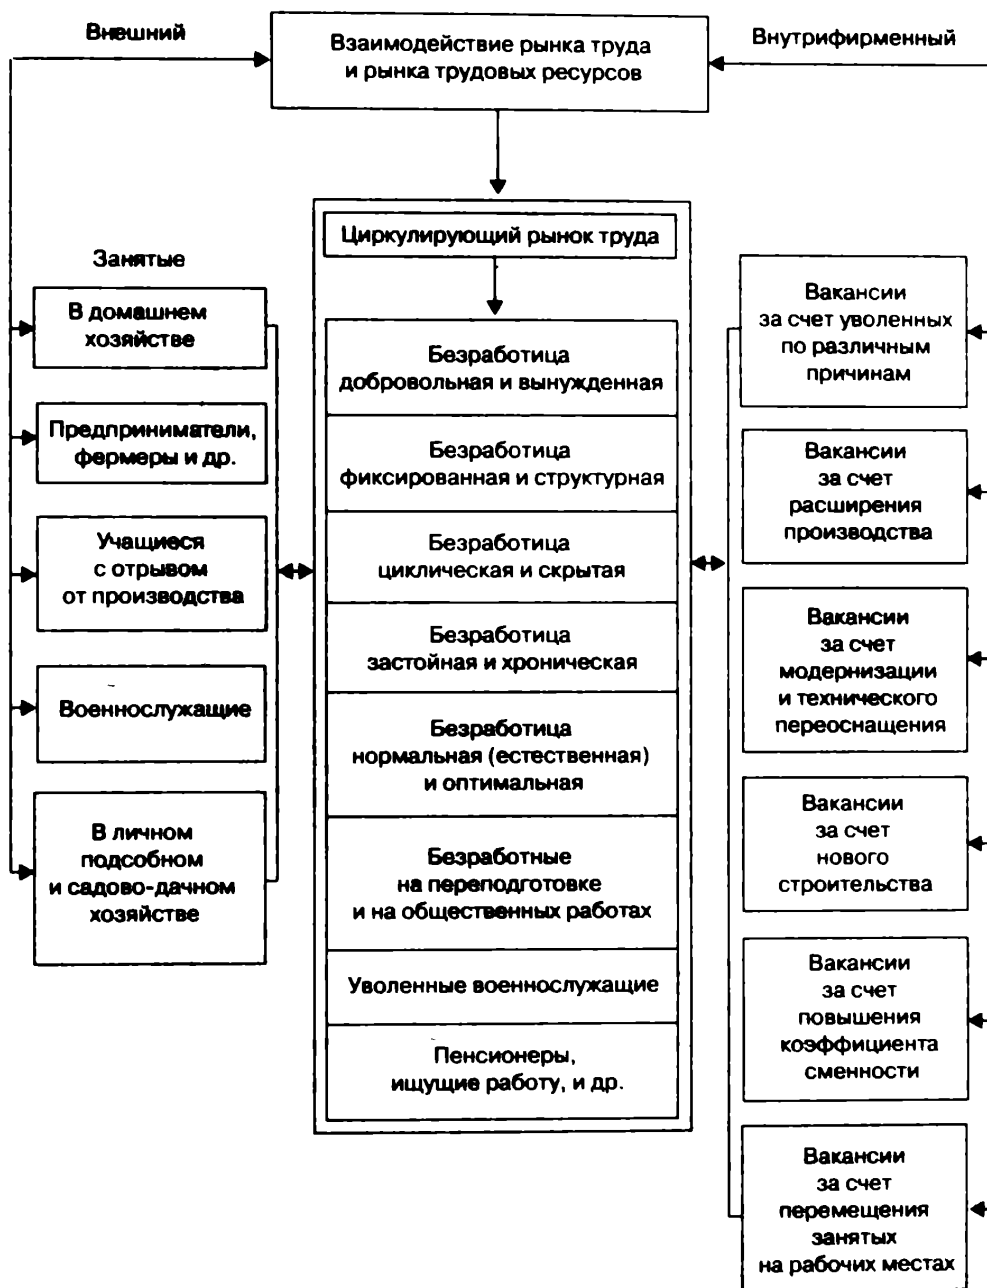 Внешний
Взаимодействие рынка труда
и рынка трудовых ресурсов
Внутрифирменный
Занятые
В домашнем
хозяйстве
Предприниматели,
фермеры и др.
Учащиеся
с отрывом
от производства
Военнослужащие
В личном
подсобном
и садово-дачном
хозяйстве
Циркулирующий рынок труда
Безработица
добровольная и вынужденная
Безработица
фиксированная и структурная
Безработица
циклическая и скрытая
Безработица
застойная и хроническая
Безработица
нормальная (естественная)
и оптимальная
Безработные
на переподготовке
и на общественных работах
Уволенные военнослужащие
Пенсионеры,
ищущие работу, и др.
Вакансии
за счет уволенных
по различным
причинам
Вакансии
за счет
расширения
производства
Вакансии
за счет
модернизации
и технического
переоснащения
Вакансии
за счет
нового
строительства
Вакансии
за счет
повышения
коэффициента
сменности
Вакансии
за счет
перемещения
занятых
на рабочих местах